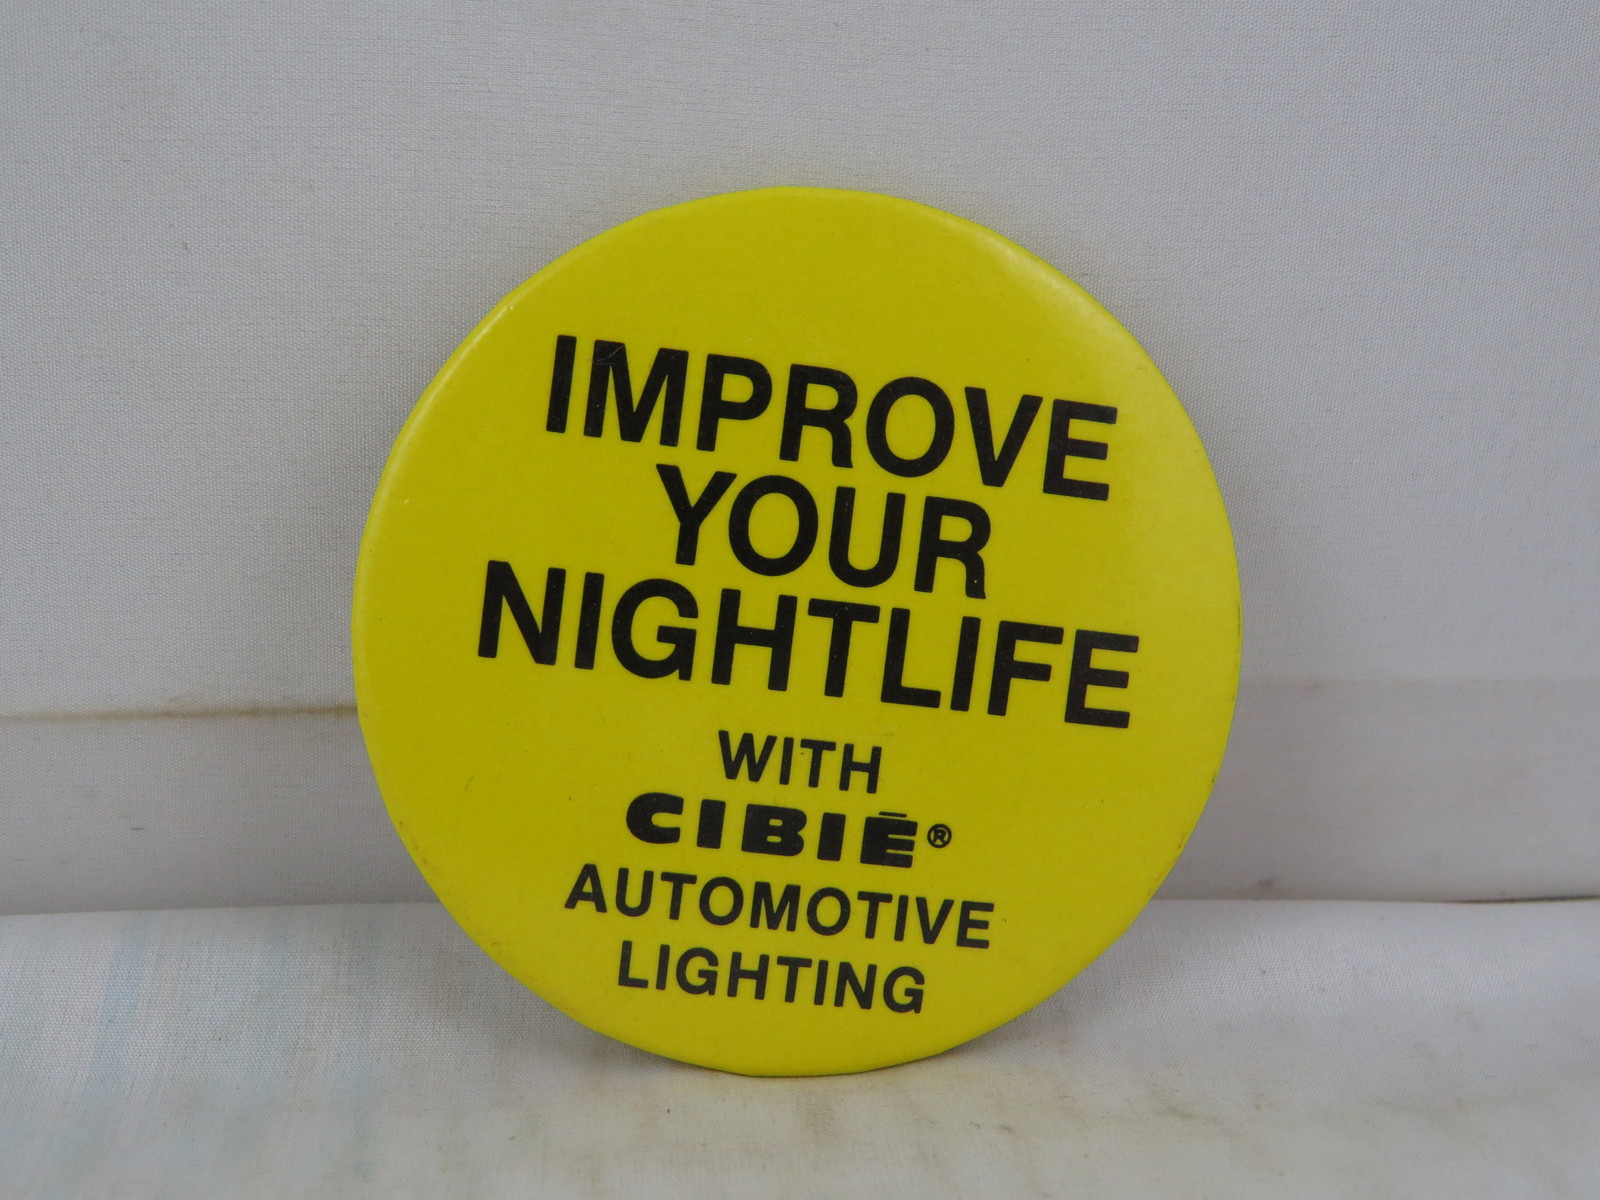 IMPROVE
YOUR
NIGHTLIFE
WITH
CIBIÉ®
AUTOMOTIVE
LIGHTING